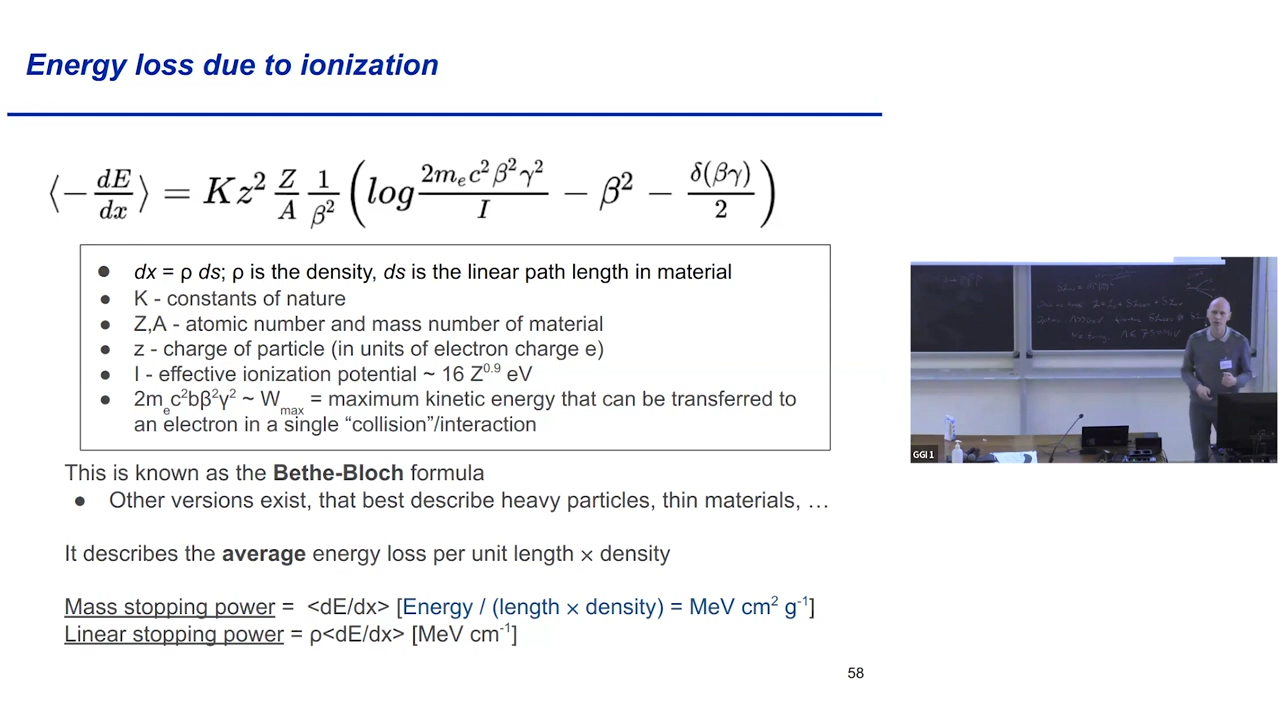 Energy loss due to ionization
⟨−dE/dx⟩ = Kz² Z/A 1/β² (log 2mₑc²β²γ²/I − β² − δ(βγ)/2)
● dx = ρ ds; ρ is the density, ds is the linear path length in material
● K - constants of nature
● Z,A - atomic number and mass number of material
● z - charge of particle (in units of electron charge e)
● I - effective ionization potential ~ 16 Z^0.9 eV
● 2mₑc²bβ²γ² ~ W_max = maximum kinetic energy that can be transferred to
an electron in a single “collision”/interaction
This is known as the Bethe-Bloch formula
● Other versions exist, that best describe heavy particles, thin materials, …
It describes the average energy loss per unit length × density
Mass stopping power = <dE/dx> [Energy / (length × density) = MeV cm² g⁻¹]
Linear stopping power = ρ<dE/dx> [MeV cm⁻¹]
58
GGI 1